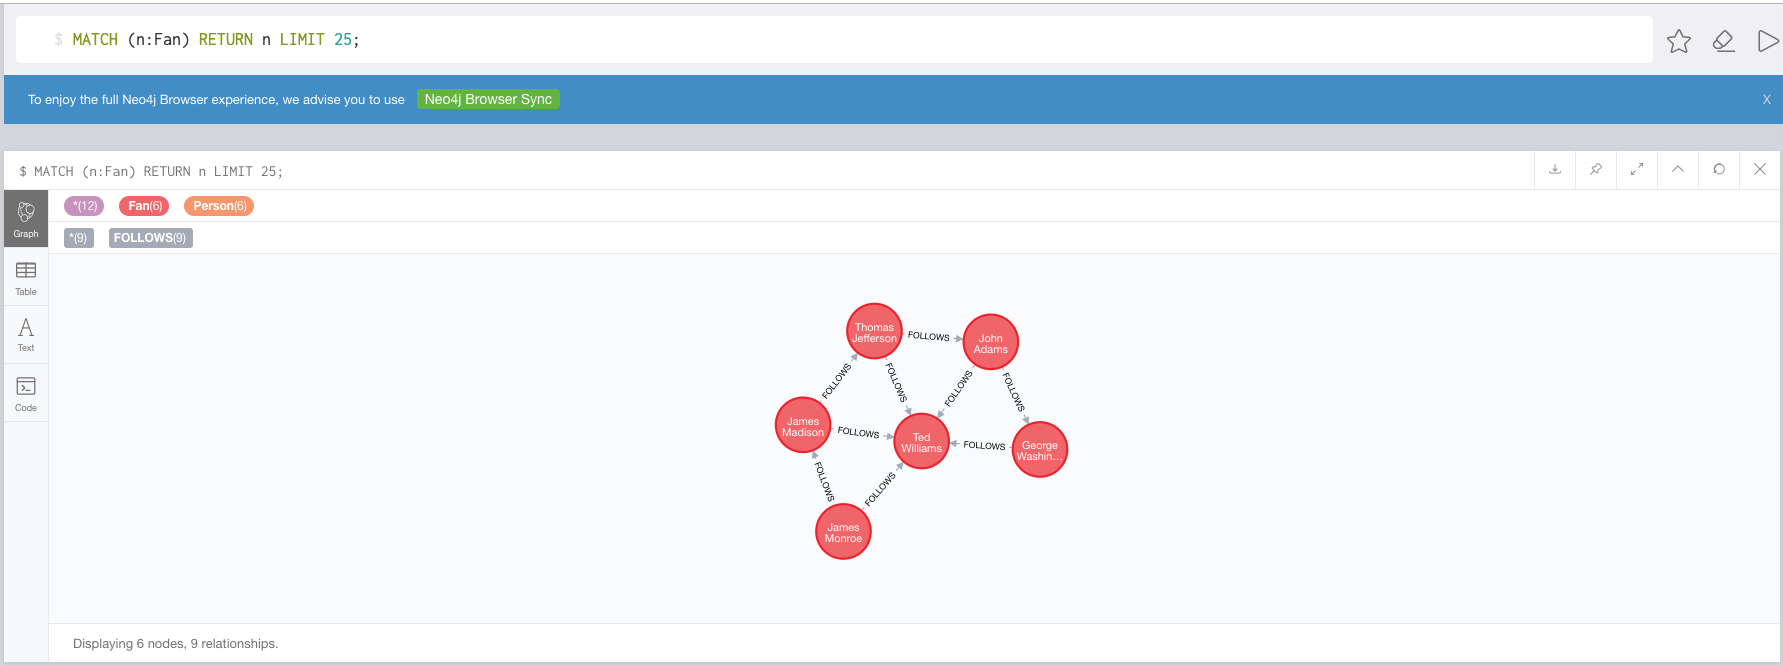 $ MATCH (n:Fan) RETURN n LIMIT 25;
To enjoy the full Neo4j Browser experience, we advise you to use Neo4j Browser Sync X
$ MATCH (n:Fan) RETURN n LIMIT 25;
*(12) Fan(6) Person(6)
*(9) FOLLOWS(9)
Graph
Table
Text
Code
Thomas
Jefferson
FOLLOWS
John
Adams
FOLLOWS
FOLLOWS
FOLLOWS
FOLLOWS
James
Madison
FOLLOWS
Ted
Williams
FOLLOWS
George
Washin...
FOLLOWS
FOLLOWS
James
Monroe
Displaying 6 nodes, 9 relationships.